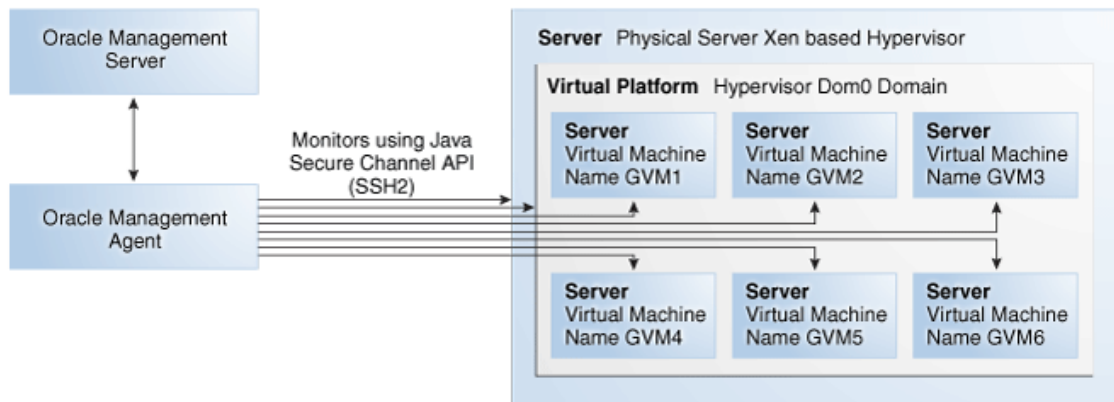 Oracle Management
Server
Oracle Management
Agent
Monitors using Java
Secure Channel API
(SSH2)
Server Physical Server Xen based Hypervisor
Virtual Platform Hypervisor Dom0 Domain
Server
Virtual Machine
Name GVM1
Server
Virtual Machine
Name GVM2
Server
Virtual Machine
Name GVM3
Server
Virtual Machine
Name GVM4
Server
Virtual Machine
Name GVM5
Server
Virtual Machine
Name GVM6